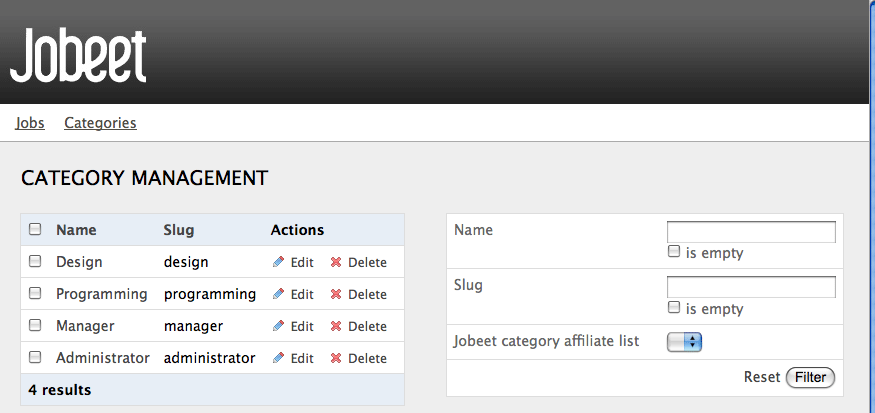 Jobeet
Jobs Categories
CATEGORY MANAGEMENT
Name Slug Actions
Design design Edit Delete
Programming programming Edit Delete
Manager manager Edit Delete
Administrator administrator Edit Delete
4 results
Name
is empty
Slug
is empty
Jobeet category affiliate list
Reset Filter